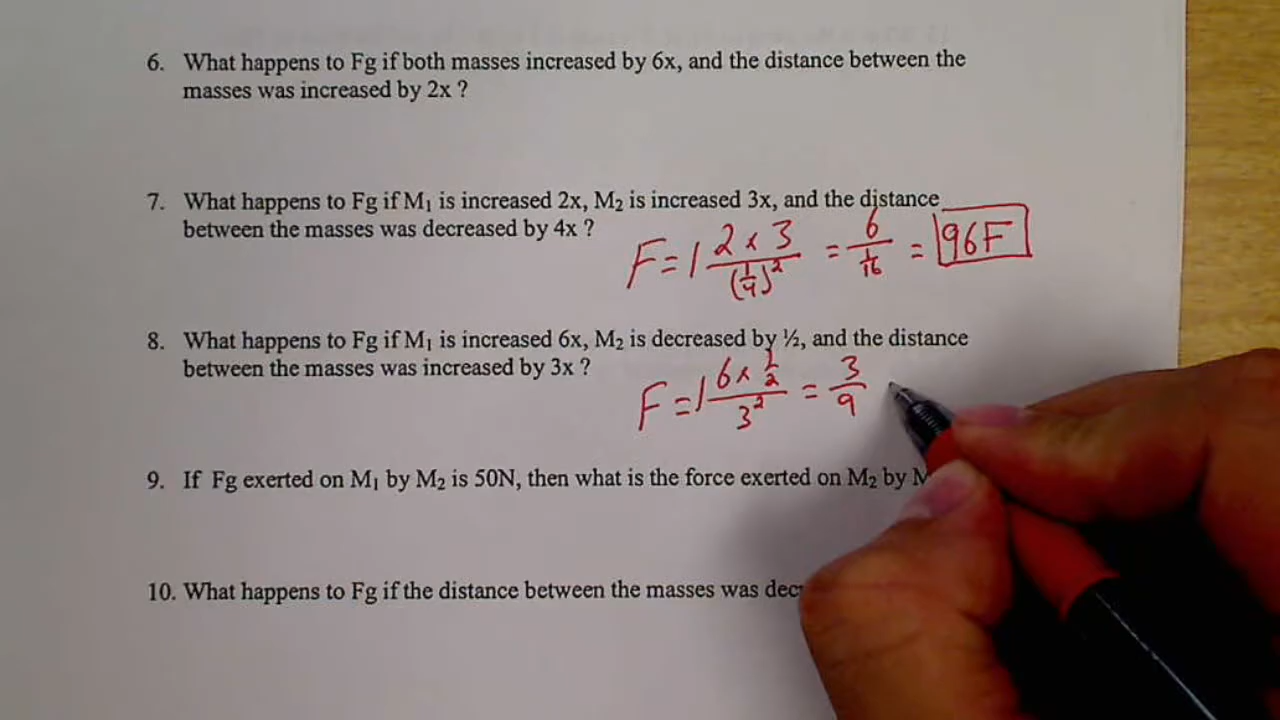 6. What happens to Fg if both masses increased by 6x, and the distance between the
masses was increased by 2x ?
7. What happens to Fg if M₁ is increased 2x, M₂ is increased 3x, and the distance
between the masses was decreased by 4x ?
F = 1 (2 x 3)/(1/4)² = 6/(1/16) = 96F
8. What happens to Fg if M₁ is increased 6x, M₂ is decreased by ½, and the distance
between the masses was increased by 3x ?
F = 1 (6 x 1/2)/3² = 3/9
9. If Fg exerted on M₁ by M₂ is 50N, then what is the force exerted on M₂ by
10. What happens to Fg if the distance between the masses was